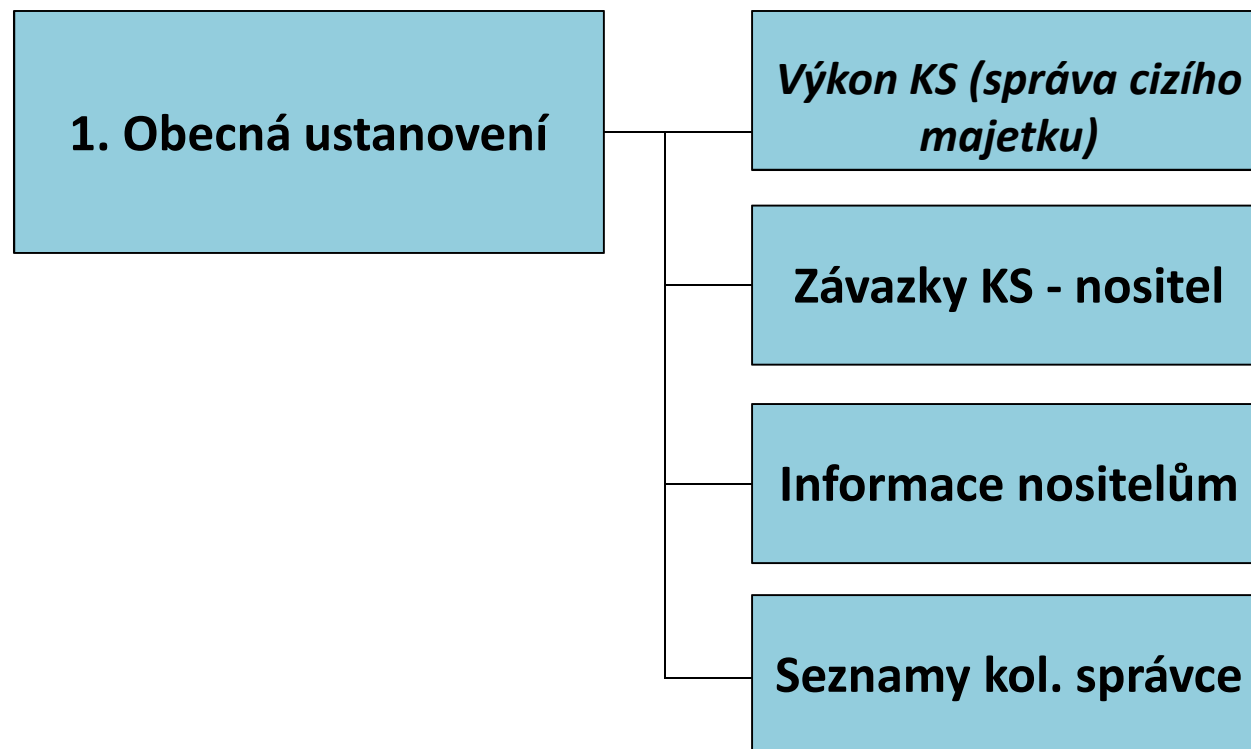 1. Obecná ustanovení
Výkon KS (správa cizího
majetku)
Závazky KS - nositel
Informace nositelům
Seznamy kol. správce